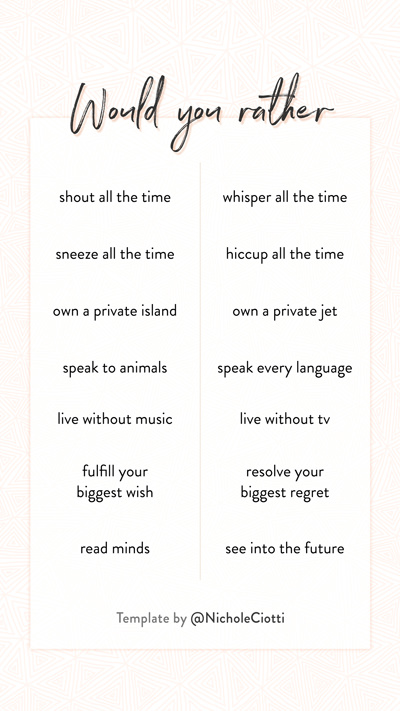 Would you rather
shout all the time
whisper all the time
sneeze all the time
hiccup all the time
own a private island
own a private jet
speak to animals
speak every language
live without music
live without tv
fulfill your
biggest wish
resolve your
biggest regret
read minds
see into the future
Template by @NicholeCiotti